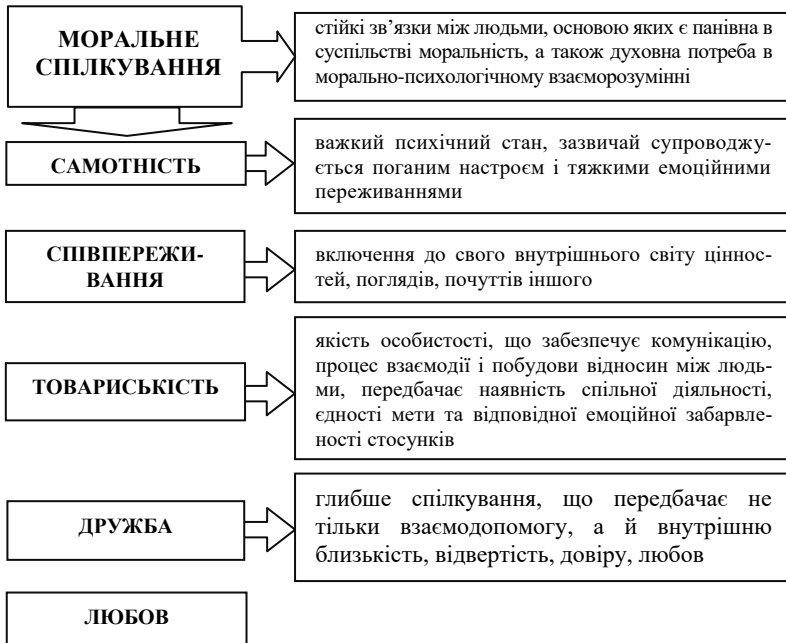 МОРАЛЬНЕ
СПІЛКУВАННЯ
стійкі зв’язки між людьми, основою яких є панівна в
суспільстві моральність, а також духовна потреба в
морально-психологічному взаєморозумінні
САМОТНІСТЬ
важкий психічний стан, зазвичай супроводжу-
ється поганим настроєм і тяжкими емоційними
переживаннями
СПІВПЕРЕЖИ-
ВАННЯ
включення до свого внутрішнього світу ціннос-
тей, поглядів, почуттів іншого
ТОВАРИСЬКІСТЬ
якість особистості, що забезпечує комунікацію,
процес взаємодії і побудови відносин між людь-
ми, передбачає наявність спільної діяльності,
єдності мети та відповідної емоційної забарвле-
ності стосунків
ДРУЖБА
глибше спілкування, що передбачає не
тільки взаємодопомогу, а й внутрішню
близькість, відвертість, довіру, любов
ЛЮБОВ